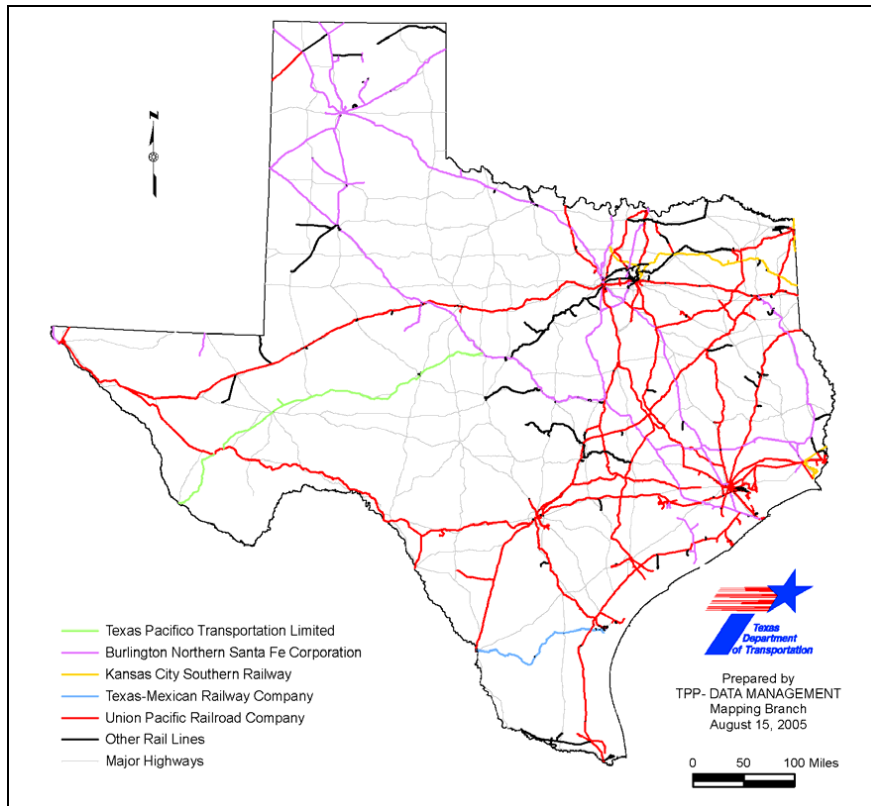 N
Texas Pacifico Transportation Limited
Burlington Northern Santa Fe Corporation
Kansas City Southern Railway
Texas-Mexican Railway Company
Union Pacific Railroad Company
Other Rail Lines
Major Highways
Texas
Department
of Transportation
Prepared by
TPP- DATA MANAGEMENT
Mapping Branch
August 15, 2005
0 50 100 Miles